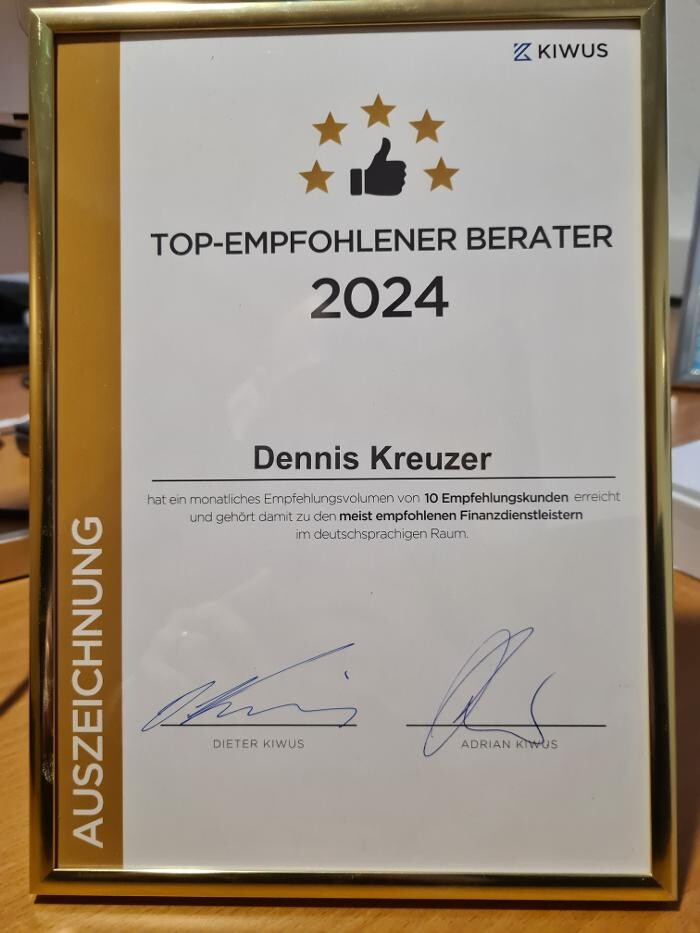 KIWUS
TOP-EMPFOHLENER BERATER
2024
Dennis Kreuzer
hat ein monatliches Empfehlungsvolumen von 10 Empfehlungskunden erreicht
und gehört damit zu den meist empfohlenen Finanzdienstleistern
im deutschsprachigen Raum.
DIETER KIWUS
ADRIAN KIWUS
AUSZEICHNUNG